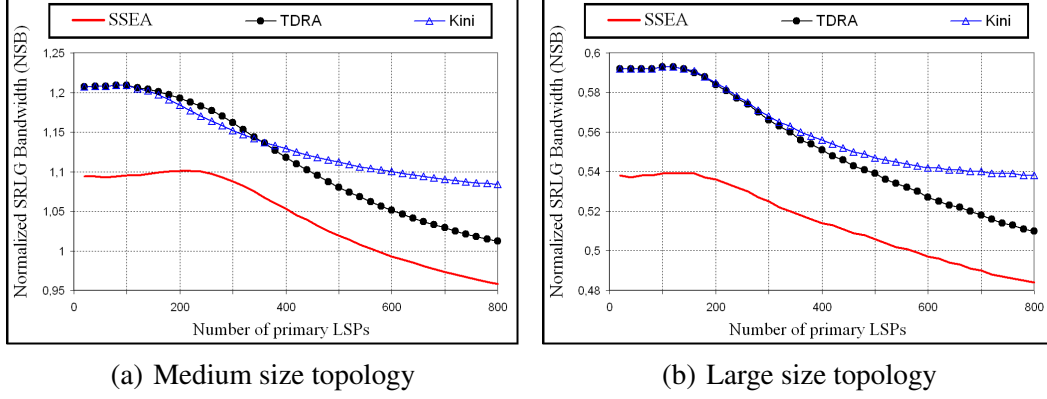 SSEA TDRA Kini
Normalized SRLG Bandwidth (NSB)
1,25
1,2
1,15
1,1
1,05
1
0,95
0 200 400 600 800
Number of primary LSPs
(a) Medium size topology
SSEA TDRA Kini
Normalized SRLG Bandwidth (NSB)
0,6
0,58
0,56
0,54
0,52
0,5
0,48
0 200 400 600 800
Number of primary LSPs
(b) Large size topology